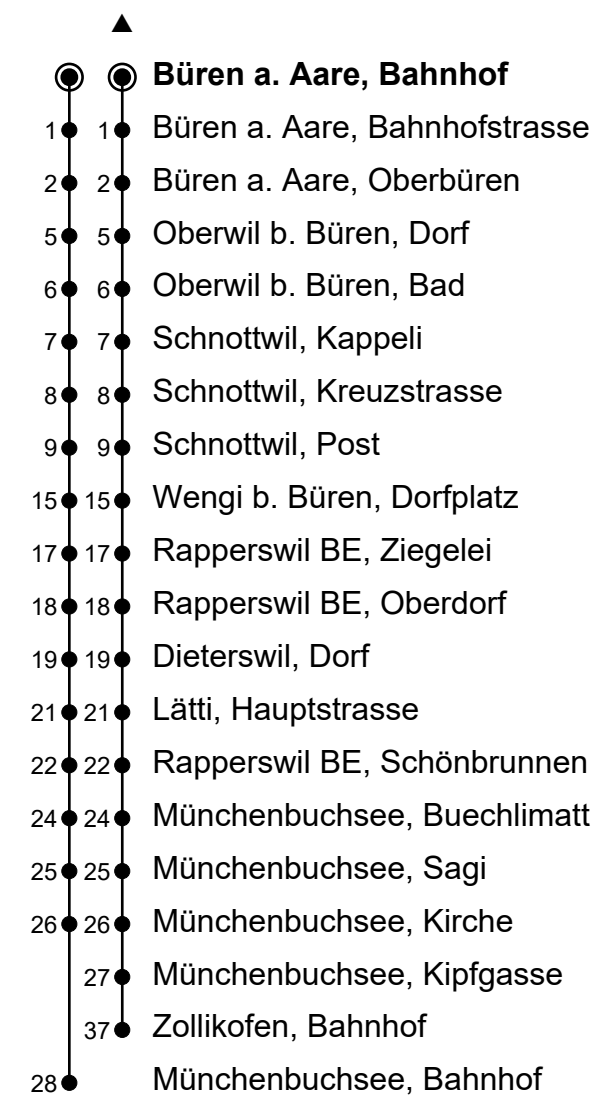 ▲
Büren a. Aare, Bahnhof
1 1 Büren a. Aare, Bahnhofstrasse
2 2 Büren a. Aare, Oberbüren
5 5 Oberwil b. Büren, Dorf
6 6 Oberwil b. Büren, Bad
7 7 Schnottwil, Kappeli
8 8 Schnottwil, Kreuzstrasse
9 9 Schnottwil, Post
15 15 Wengi b. Büren, Dorfplatz
17 17 Rapperswil BE, Ziegelei
18 18 Rapperswil BE, Oberdorf
19 19 Dieterswil, Dorf
21 21 Lätti, Hauptstrasse
22 22 Rapperswil BE, Schönbrunnen
24 24 Münchenbuchsee, Buechlimatt
25 25 Münchenbuchsee, Sagi
26 26 Münchenbuchsee, Kirche
27 Münchenbuchsee, Kipfgasse
37 Zollikofen, Bahnhof
28 Münchenbuchsee, Bahnhof